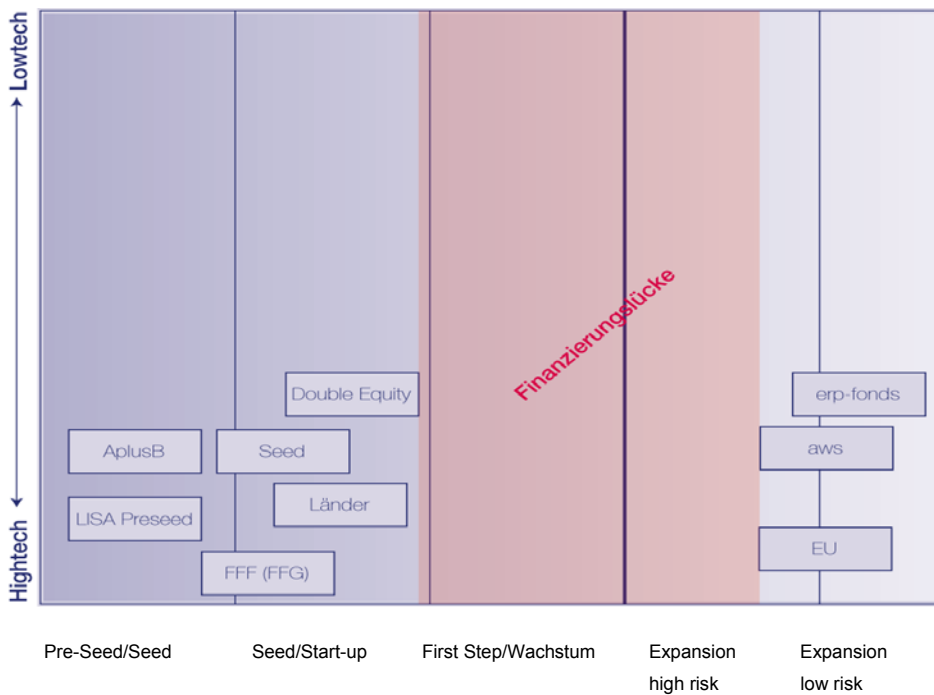 Lowtech
Hightech
Finanzierungslücke
Double Equity
erp-fonds
AplusB
Seed
aws
LISA Preseed
Länder
FFF (FFG)
EU
Pre-Seed/Seed
Seed/Start-up
First Step/Wachstum
Expansion
high risk
Expansion
low risk